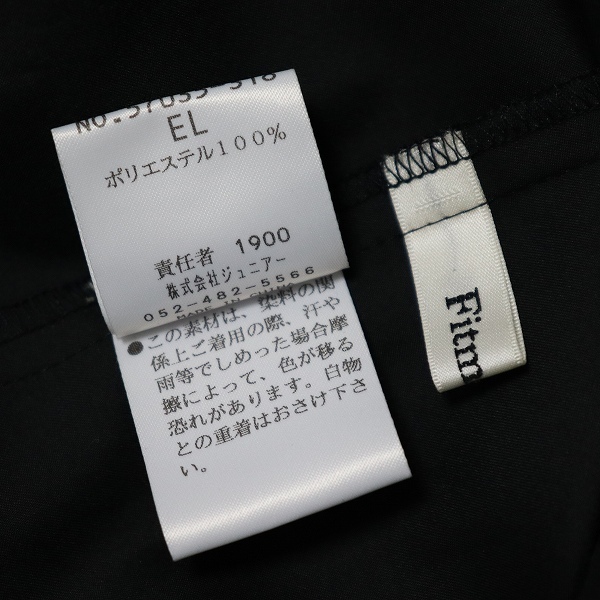 NO.57035-318
EL
ポリエステル100%
責任者 1900
株式会社ジュニアー
052-482-5566
●この素材は、染料の関
係上ご着用の際、汗や
雨等でしめった場合摩
擦によって、色が移る
恐れがあります。白物
との重着はおさけ下さ
い。
Fitm